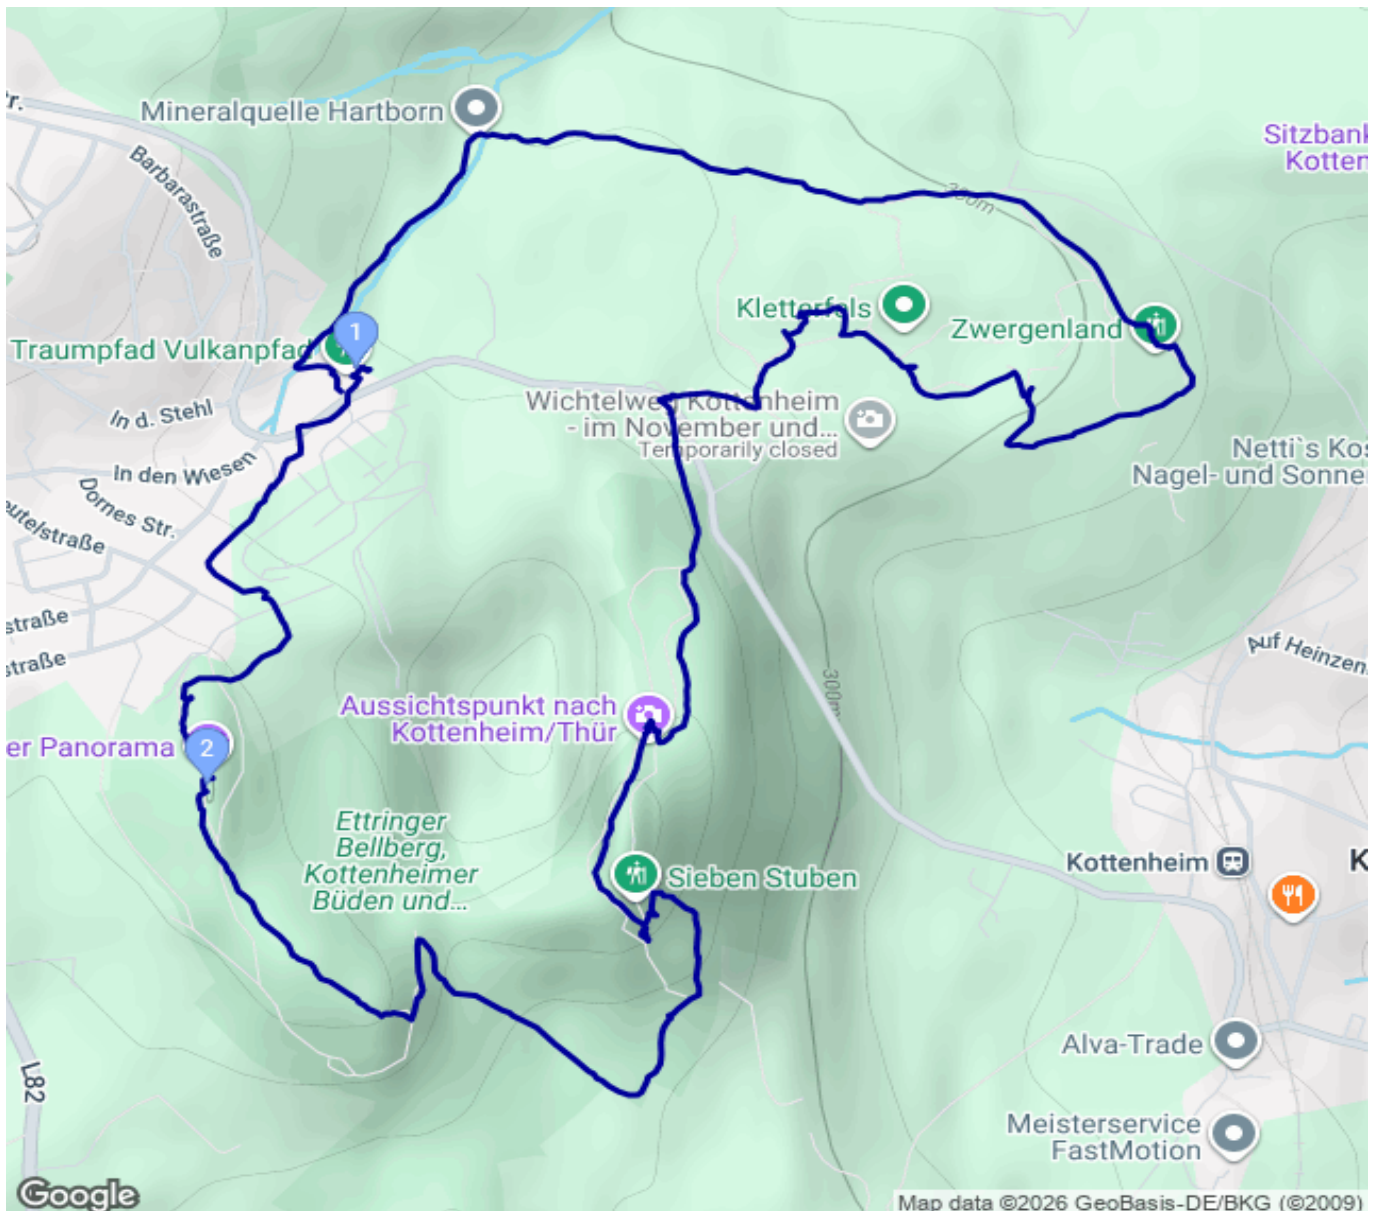 Mineralquelle Hartborn
Barbarastraße
Sitzbank
Kotten
300m
Kletterfels
Zwergenland
1
Traumpfad Vulkanpfad
In d. Stehl
Wichtelweg Kottenheim
- im November und...
Temporarily closed
In den Wiesen
Dornes Str.
Netti`s Kos
Nagel- und Sonne
eutelstraße
straße
straße
Auf Heinzen
300m
Aussichtspunkt nach
Kottenheim/Thür
er Panorama
2
Ettringer
Bellberg,
Kottenheimer
Büden und...
Sieben Stuben
Kottenheim
K
L82
Alva-Trade
Meisterservice
FastMotion
Google
Map data ©2026 GeoBasis-DE/BKG (©2009)